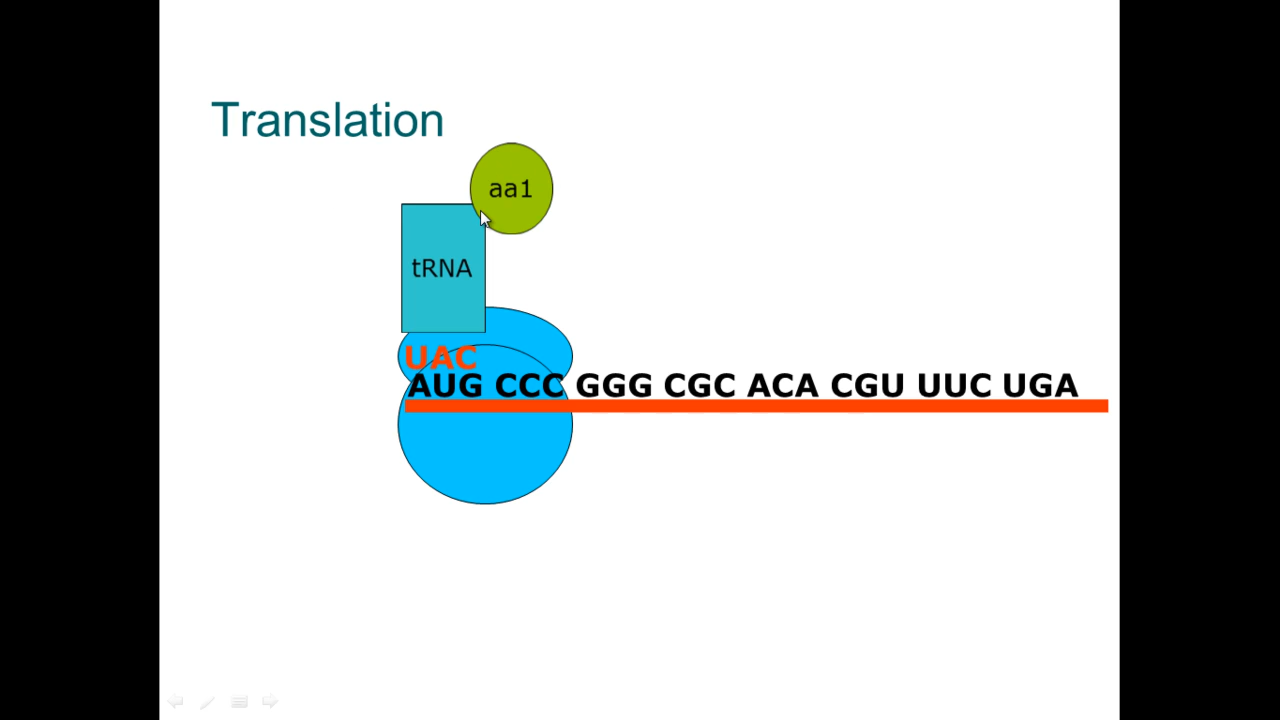 Translation
aa1
tRNA
UAC
AUG CCC GGG CGC ACA CGU UUC UGA